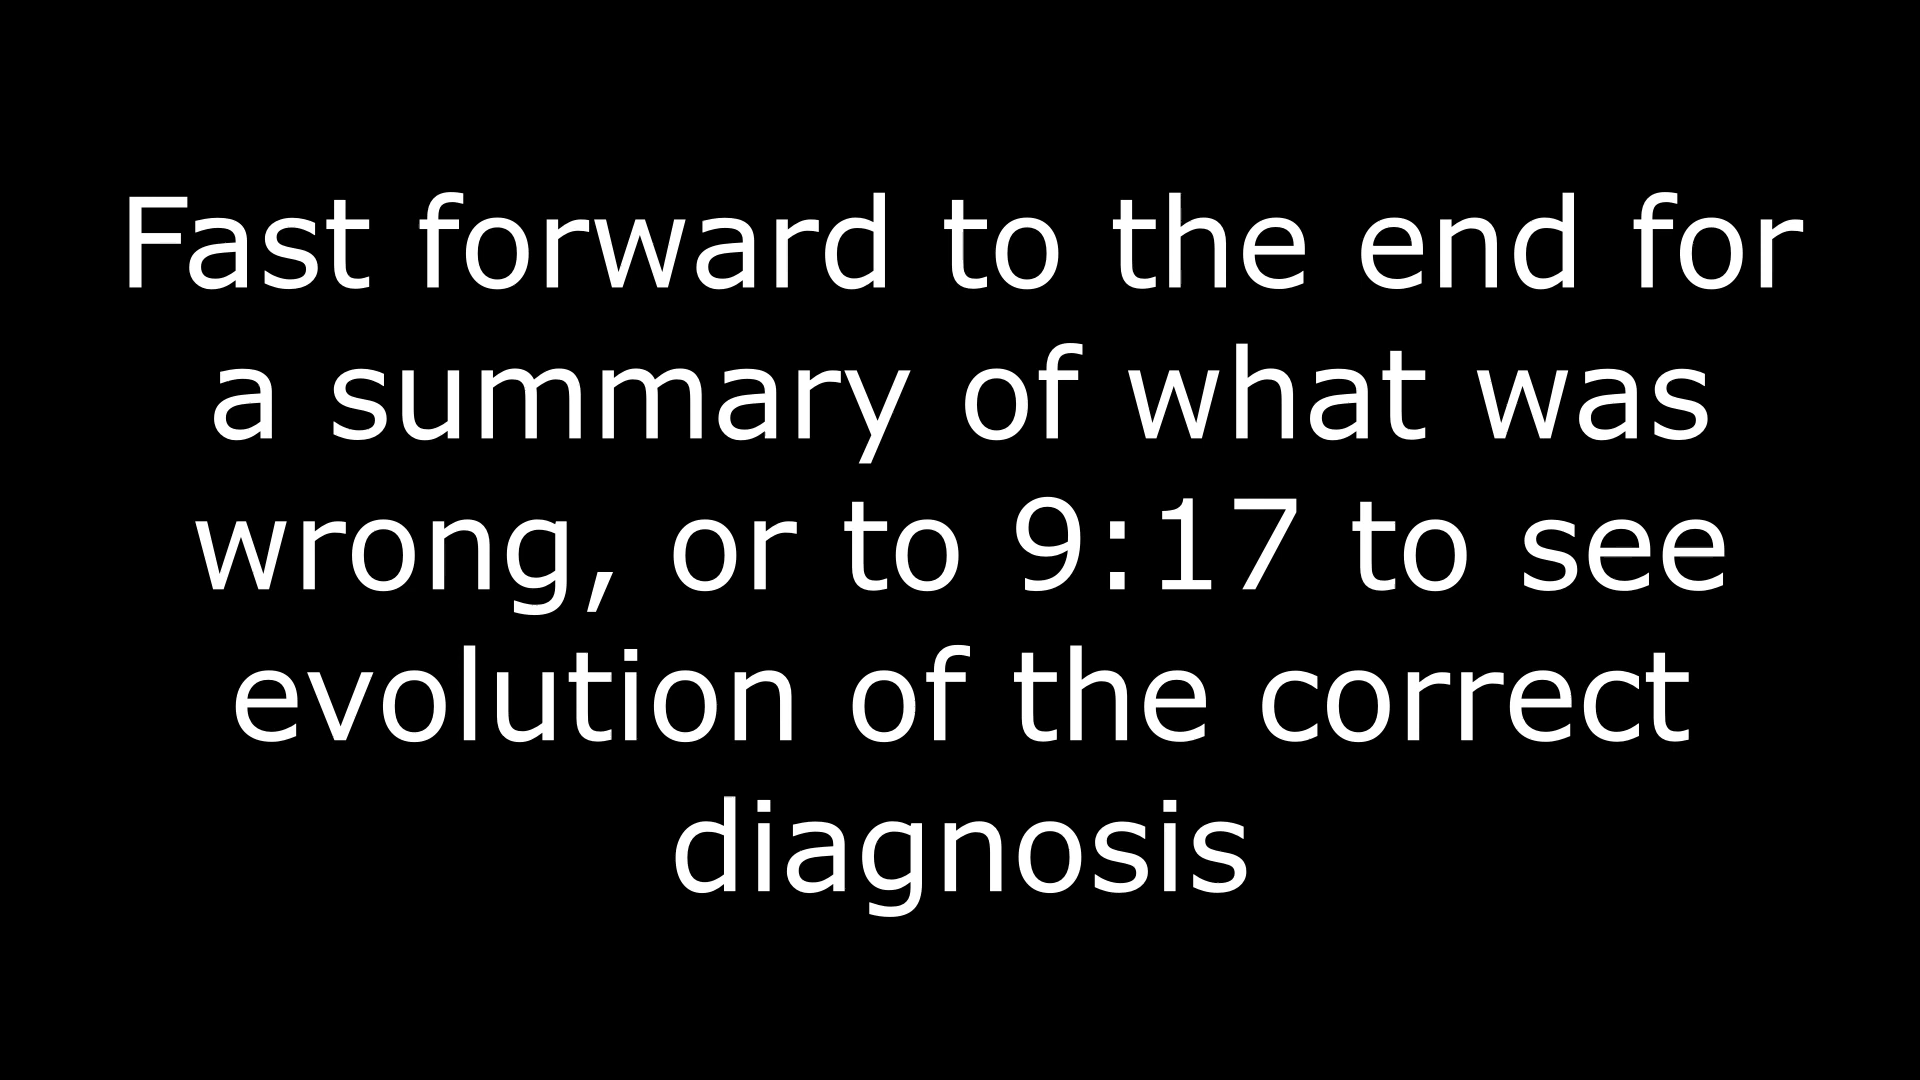 Fast forward to the end for
a summary of what was
wrong, or to 9:17 to see
evolution of the correct
diagnosis